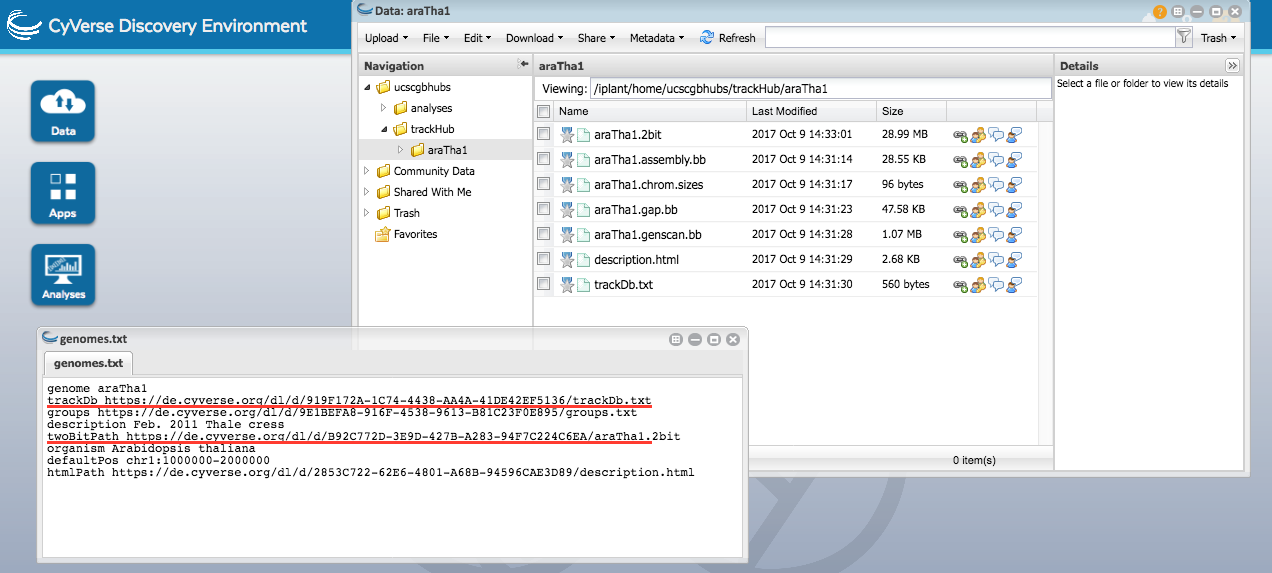 CyVerse Discovery Environment
Data
Apps
Analyses
Data: araTha1
Upload File Edit Download Share Metadata Refresh Trash
Navigation
ucscgbhubs
analyses
trackHub
araTha1
Community Data
Shared With Me
Trash
Favorites
araTha1
Viewing: /iplant/home/ucscgbhubs/trackHub/araTha1
Name Last Modified Size
araTha1.2bit 2017 Oct 9 14:33:01 28.99 MB
araTha1.assembly.bb 2017 Oct 9 14:31:14 28.55 KB
araTha1.chrom.sizes 2017 Oct 9 14:31:17 96 bytes
araTha1.gap.bb 2017 Oct 9 14:31:23 47.58 KB
araTha1.genscan.bb 2017 Oct 9 14:31:28 1.07 MB
description.html 2017 Oct 9 14:31:29 2.68 KB
trackDb.txt 2017 Oct 9 14:31:30 560 bytes
0 item(s)
Details
Select a file or folder to view its details
genomes.txt
genomes.txt
genome araTha1
trackDb https://de.cyverse.org/dl/d/919F172A-1C74-4438-AA4A-41DE42EF5136/trackDb.txt
groups https://de.cyverse.org/dl/d/9E1BEFA8-916F-4538-9613-B81C23F0E895/groups.txt
description Feb. 2011 Thale cress
twoBitPath https://de.cyverse.org/dl/d/B92C772D-3E9D-427B-A283-94F7C224C6EA/araTha1.2bit
organism Arabidopsis thaliana
defaultPos chr1:1000000-2000000
htmlPath https://de.cyverse.org/dl/d/2853C722-62E6-4801-A68B-94596CAE3D89/description.html